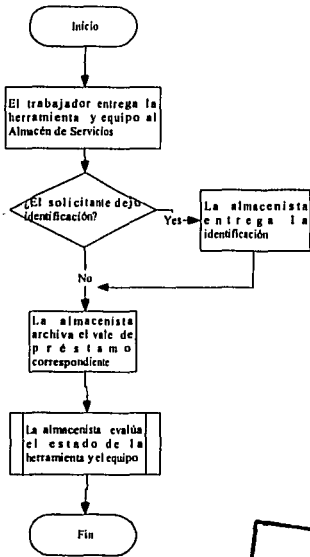 Inicio
El trabajador entrega la
herramienta y equipo al
Almacén de Servicios
¿El solicitante dejo
identificación?
Yes
La almacenista
entrega la
identificación
No
La almacenista
archiva el vale de
préstamo
correspondiente
La almacenista evalúa
el estado de la
herramienta y el equipo
Fin